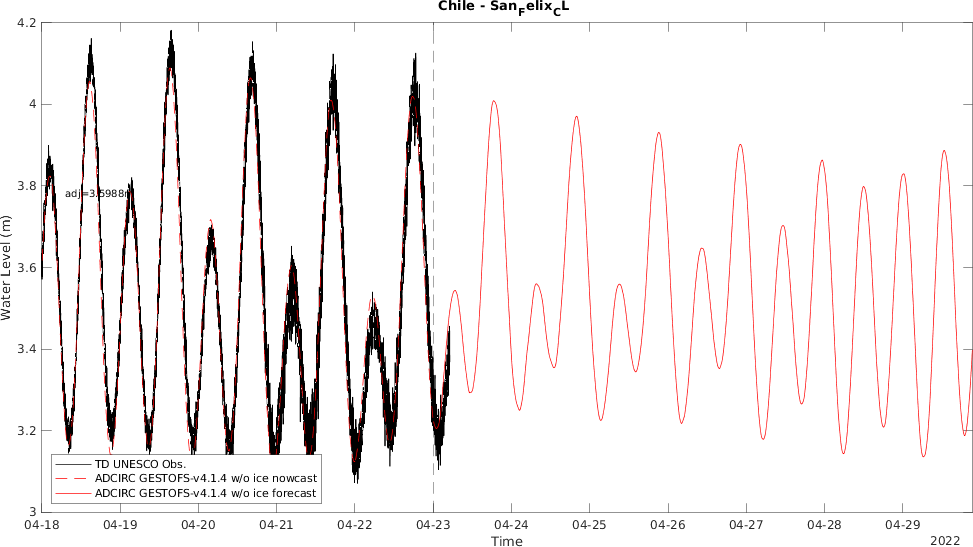 Chile - SanFelixCL
4.2
4
3.8
3.6
3.4
3.2
3
Water Level (m)
adj=3.5988m
TD UNESCO Obs.
ADCIRC GESTOFS-v4.1.4 w/o ice nowcast
ADCIRC GESTOFS-v4.1.4 w/o ice forecast
04-18 04-19 04-20 04-21 04-22 04-23 04-24 04-25 04-26 04-27 04-28 04-29
Time
2022